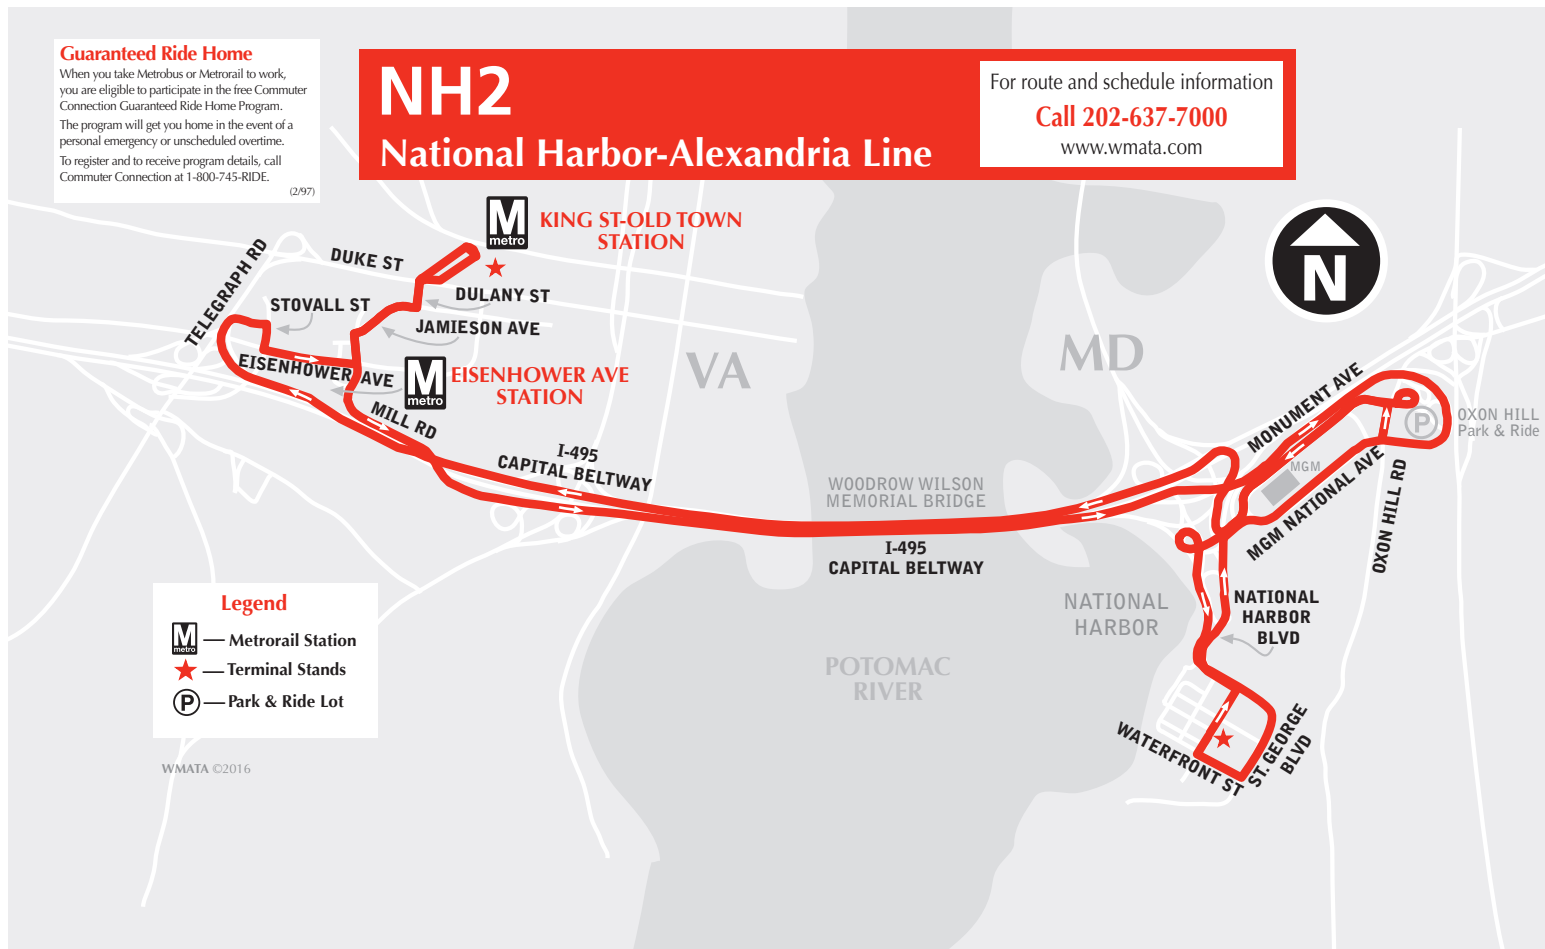 Guaranteed Ride Home
When you take Metrobus or Metrorail to work,
you are eligible to participate in the free Commuter
Connection Guaranteed Ride Home Program.
The program will get you home in the event of a
personal emergency or unscheduled overtime.
To register and to receive program details, call
Commuter Connection at 1-800-745-RIDE.
(2/97)
NH2
National Harbor-Alexandria Line
For route and schedule information
Call 202-637-7000
www.wmata.com
M
metro
KING ST-OLD TOWN
STATION
N
TELEGRAPH RD
DUKE ST
DULANY ST
STOVALL ST
JAMIESON AVE
VA
MD
EISENHOWER AVE
M
metro
EISENHOWER AVE
STATION
MILL RD
I-495
CAPITAL BELTWAY
WOODROW WILSON
MEMORIAL BRIDGE
I-495
CAPITAL BELTWAY
MONUMENT AVE
P
OXON HILL
Park & Ride
MGM
MGM NATIONAL AVE
OXON HILL RD
NATIONAL
HARBOR
NATIONAL
HARBOR
BLVD
POTOMAC
RIVER
WATERFRONT ST
ST. GEORGE
BLVD
Legend
M
metro
Metrorail Station
Terminal Stands
P
Park & Ride Lot
WMATA ©2016